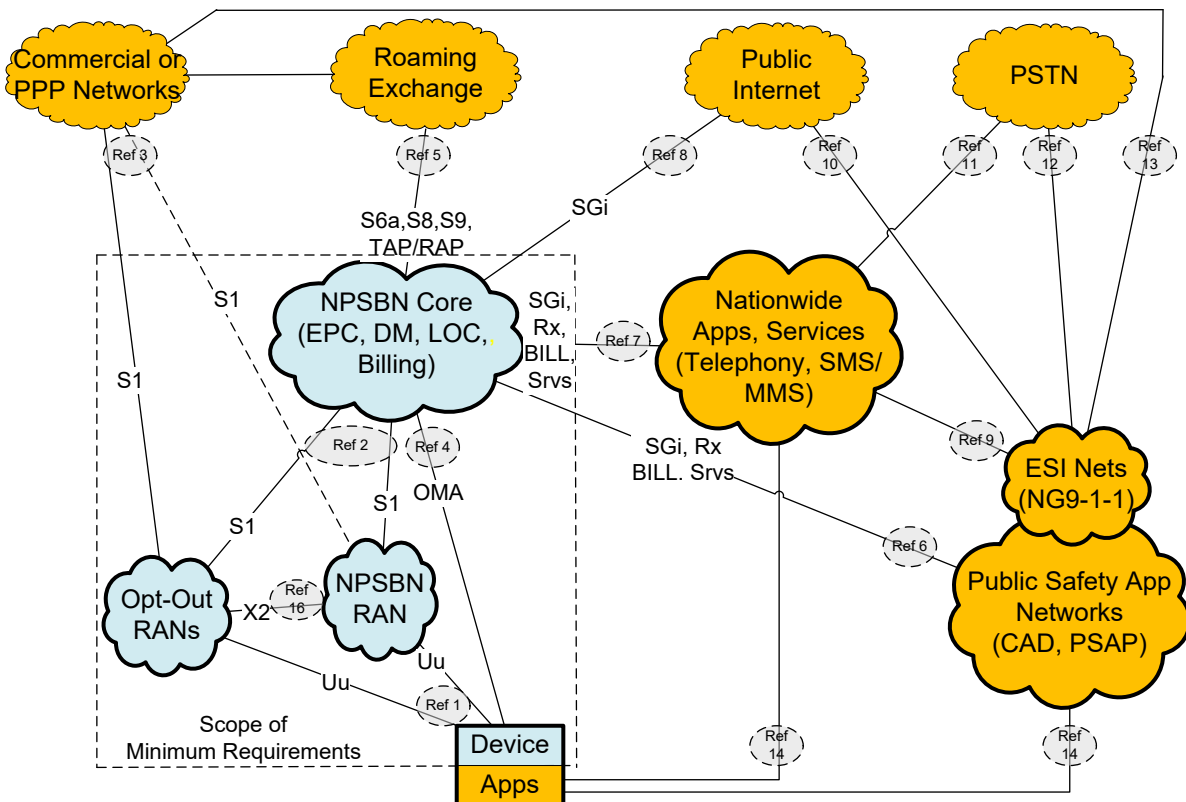 Commercial or
PPP Networks
Roaming
Exchange
Public
Internet
PSTN
Ref 3
Ref 5
Ref 8
Ref
10
Ref
11
Ref
12
Ref
13
SGi
S6a,S8,S9,
TAP/RAP
S1
NPSBN Core
(EPC, DM, LOC,,
Billing)
SGi,
Rx,
BILL,
Srvs
Ref 7
Nationwide
Apps, Services
(Telephony, SMS/
MMS)
S1
Ref 2
Ref 4
SGi, Rx
BILL. Srvs
Ref 9
ESI Nets
(NG9-1-1)
OMA
S1
S1
Ref 6
Opt-Out
RANs
X2
Ref
16
NPSBN
RAN
Public Safety App
Networks
(CAD, PSAP)
Uu
Uu
Ref 1
Scope of
Minimum Requirements
Device
Apps
Ref
14
Ref
14